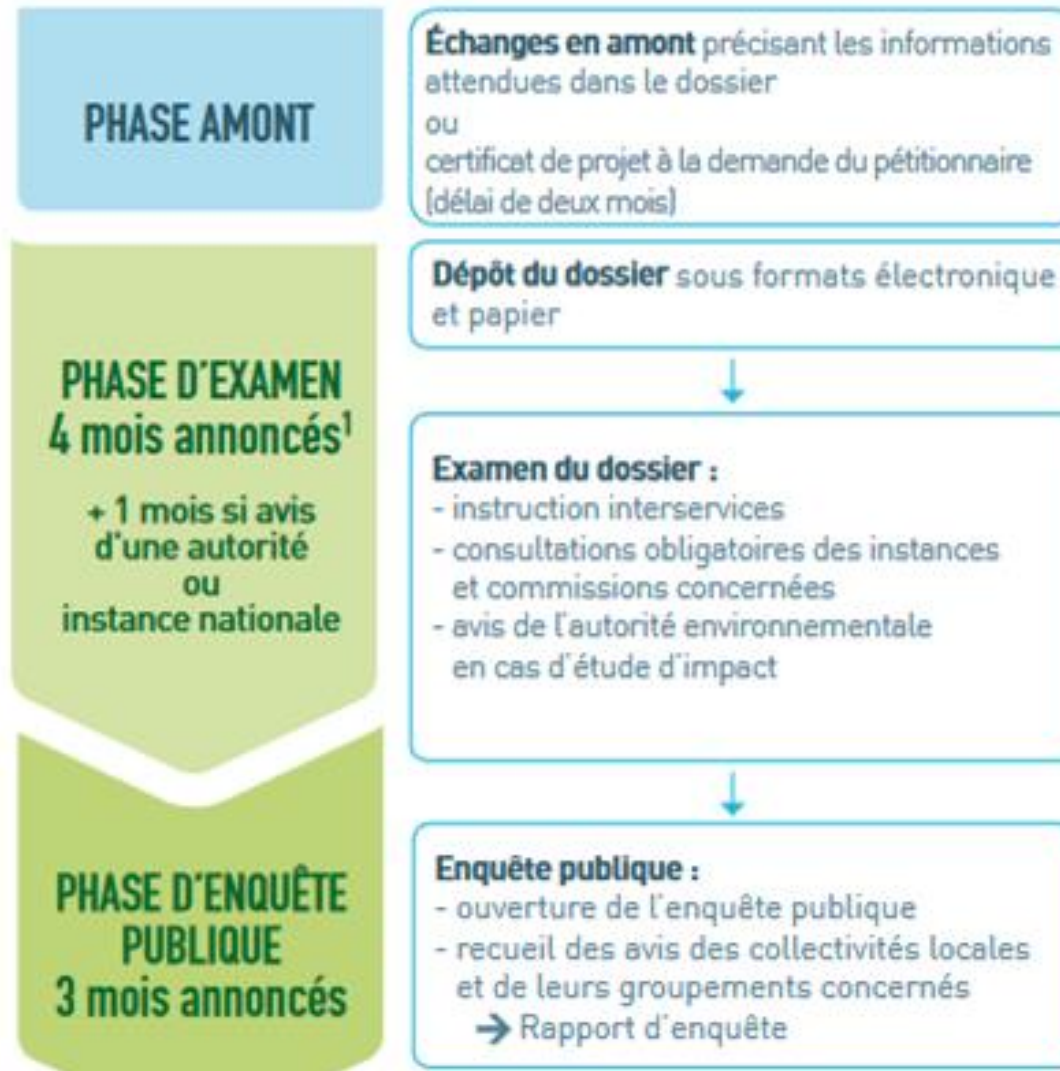 PHASE AMONT
Échanges en amont précisant les informations
attendues dans le dossier
ou
certificat de projet à la demande du pétitionnaire
(délai de deux mois)
PHASE D'EXAMEN
4 mois annoncés¹
+ 1 mois si avis
d'une autorité
ou
instance nationale
Dépôt du dossier sous formats électronique
et papier
Examen du dossier :
- instruction interservices
- consultations obligatoires des instances
et commissions concernées
- avis de l'autorité environnementale
en cas d'étude d'impact
PHASE D'ENQUÊTE
PUBLIQUE
3 mois annoncés
Enquête publique :
- ouverture de l'enquête publique
- recueil des avis des collectivités locales
et de leurs groupements concernés
➔ Rapport d'enquête